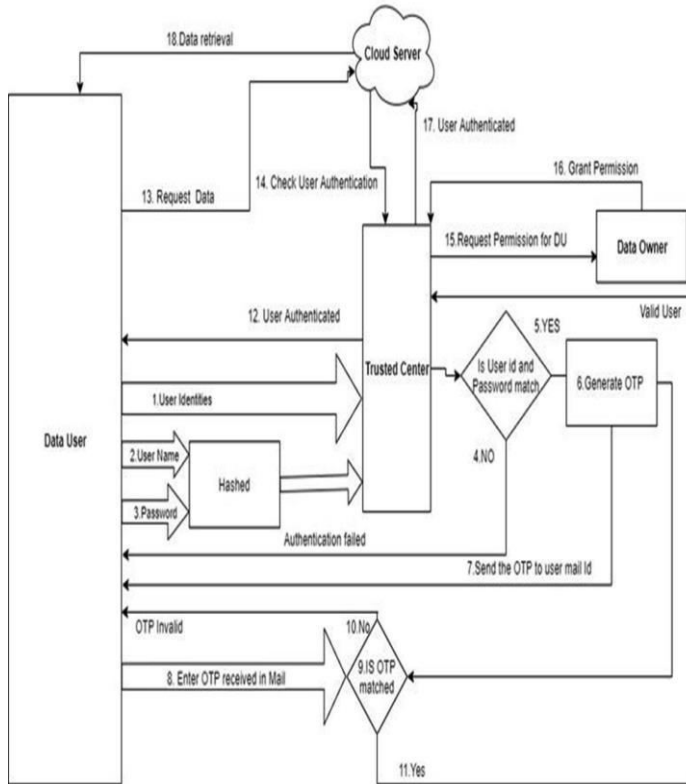 18.Data retrieval
Cloud Server
17. User Authenticated
16. Grant Permission
14. Check User Authentication
13. Request Data
15.Request Permission for DU
Data Owner
Valid User
12. User Authenticated
5.YES
Is User id and
Password match
6.Generate OTP
Trusted Center
1.User Identities
Data User
2.User Name
Hashed
4.NO
3.Password
Authentication failed
7.Send the OTP to user mail Id
OTP Invalid
10.No
8. Enter OTP received in Mail
9.IS OTP
matched
11.Yes